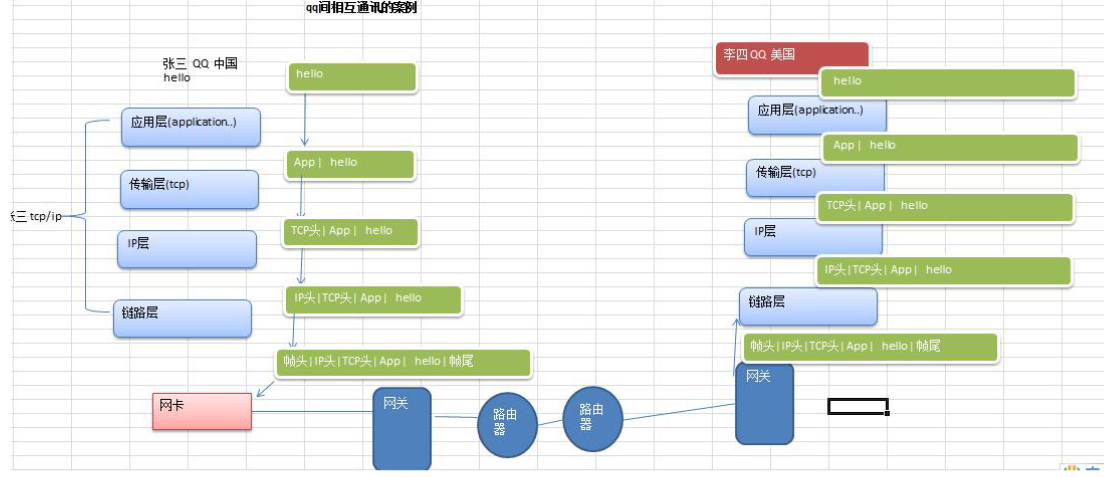 qq间相互通讯的案例
张三 QQ 中国
hello
hello
应用层(application..)
App | hello
传输层(tcp)
三 tcp/ip
TCP头 | App | hello
IP层
IP头 | TCP头 | App | hello
链路层
帧头 | IP头 | TCP头 | App | hello | 帧尾
网卡
网关
路由
器
路由
器
李四 QQ 美国
hello
应用层(application..)
App | hello
传输层(tcp)
TCP头 | App | hello
IP层
IP头 | TCP头 | App | hello
链路层
帧头 | IP头 | TCP头 | App | hello | 帧尾
网关